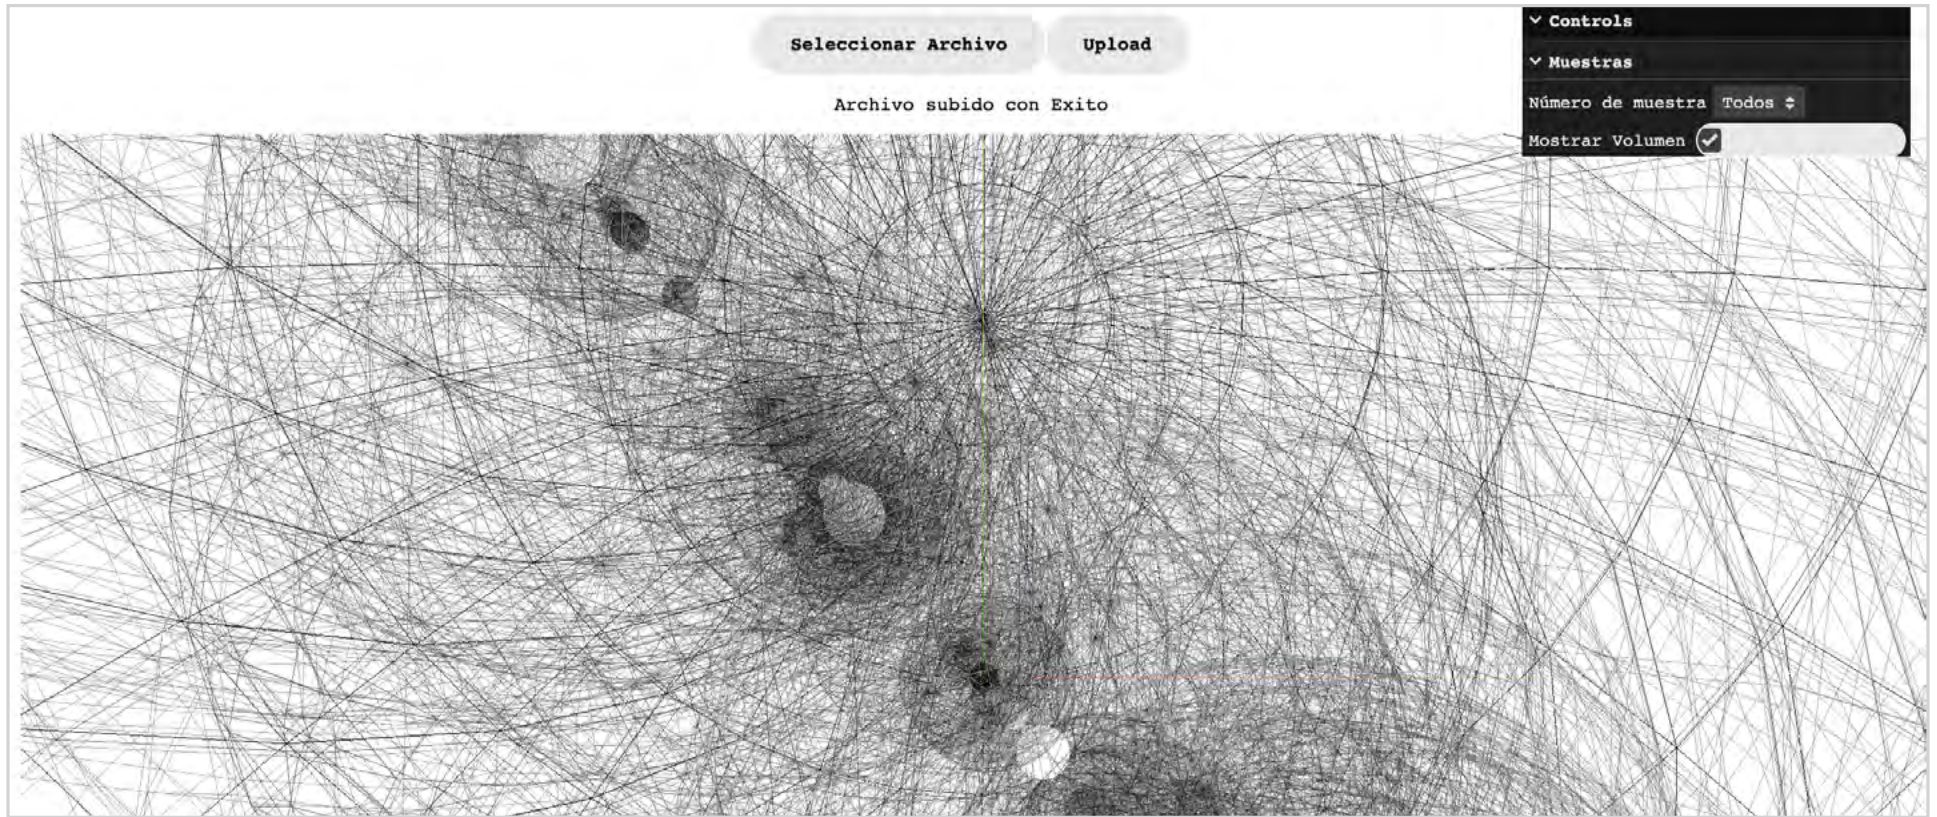 Seleccionar Archivo Upload
Archivo subido con Exito
Controls
Muestras
Número de muestra Todos
Mostrar Volumen